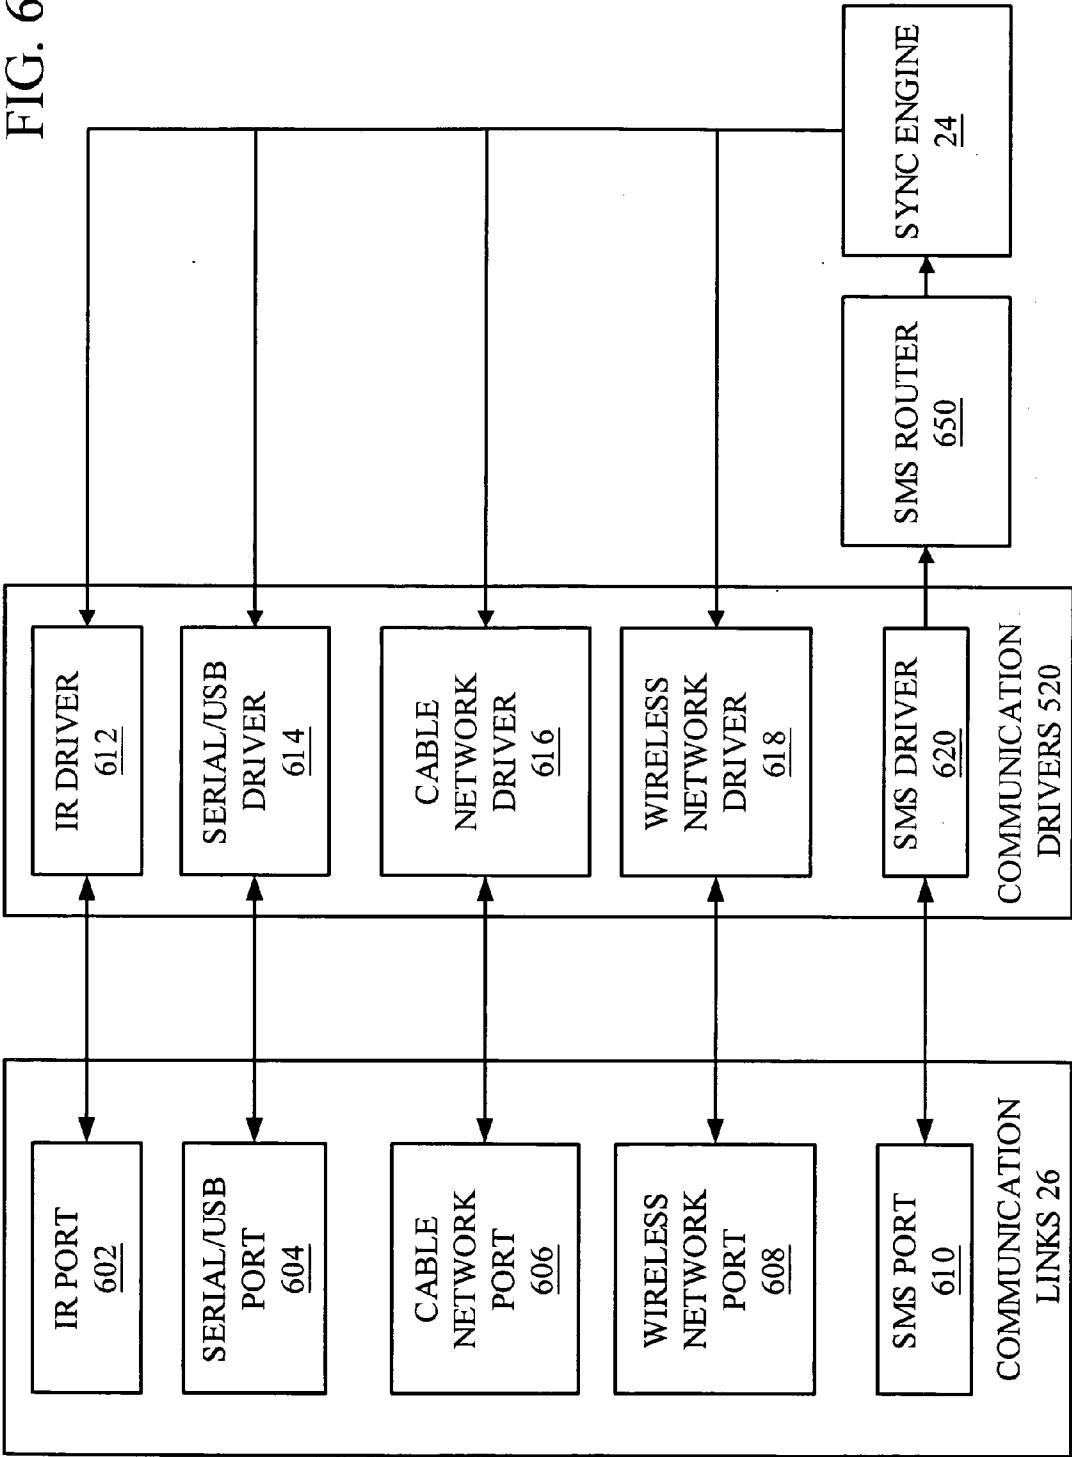 FIG. 6
IR PORT
602
SERIAL/USB
PORT
604
CABLE
NETWORK
PORT
606
WIRELESS
NETWORK
PORT
608
SMS PORT
610
COMMUNICATION
LINKS 26
IR DRIVER
612
SERIAL/USB
DRIVER
614
CABLE
NETWORK
DRIVER
616
WIRELESS
NETWORK
DRIVER
618
SMS DRIVER
620
COMMUNICATION
DRIVERS 520
SMS ROUTER
650
SYNC ENGINE
24